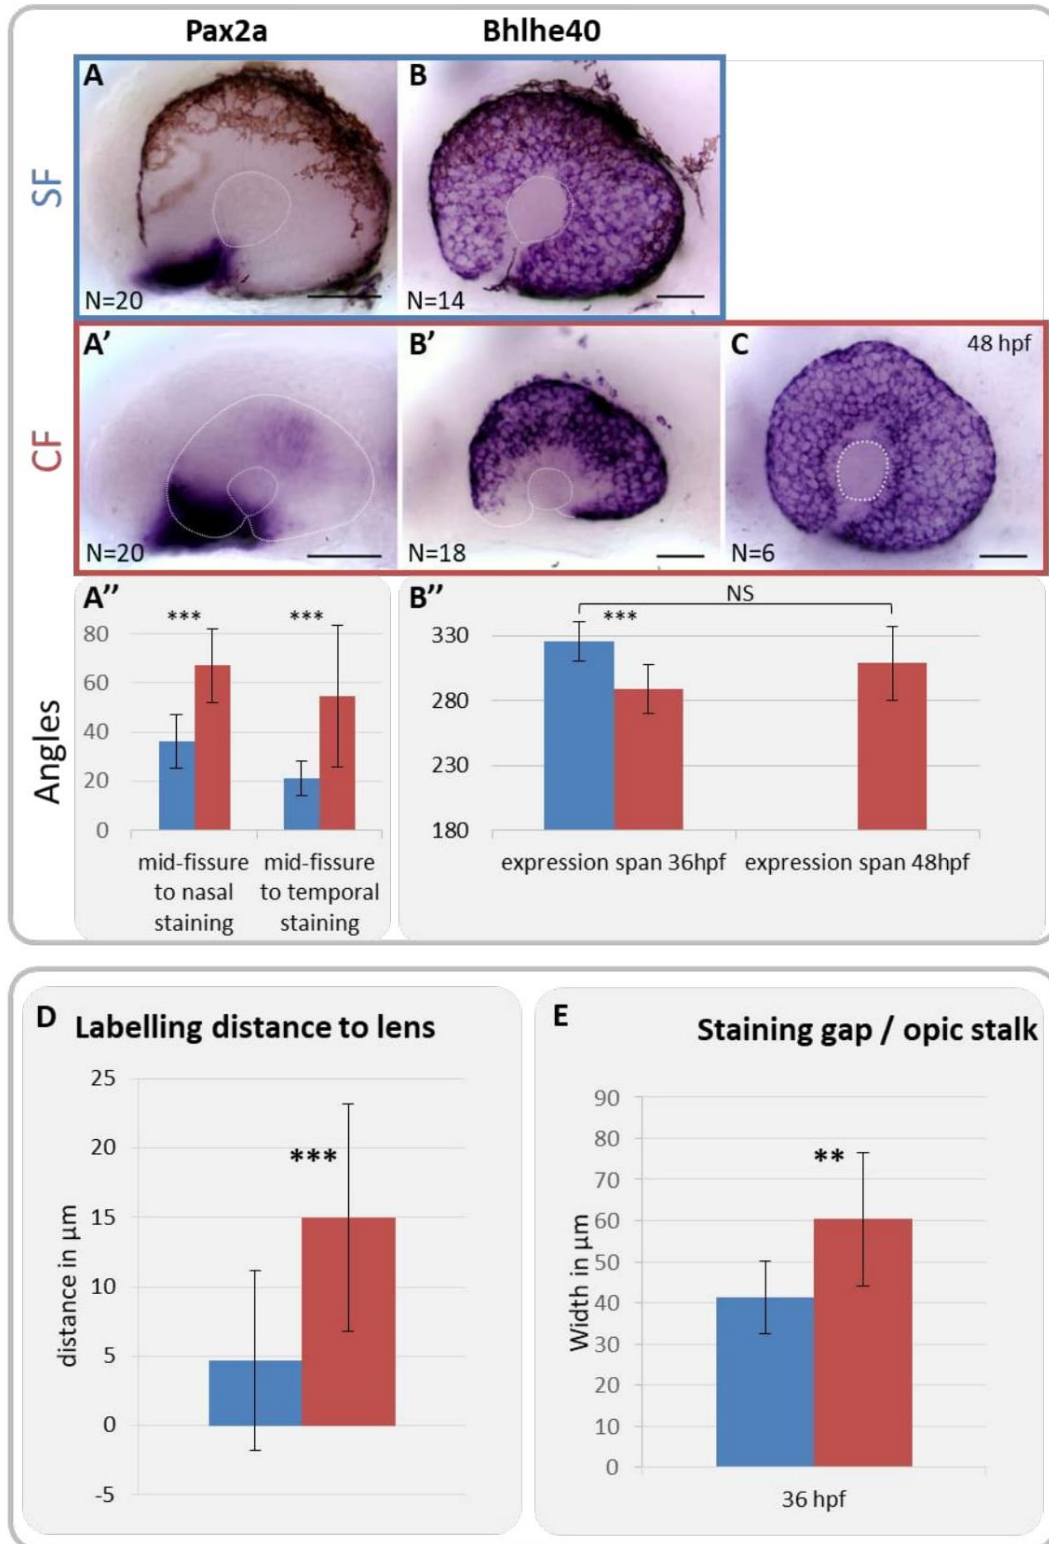 Pax2a Bhlhe40
SF
A B
N=20 N=14
CF
A’ B’ C 48 hpf
N=20 N=18 N=6
Angles
A’’
*** ***
80
60
40
20
0
mid-fissure mid-fissure
to nasal to temporal
staining staining
B’’
NS
***
330
280
230
180
expression span 36hpf expression span 48hpf
D Labelling distance to lens
distance in µm
25
20
15
10
5
0
-5
***
E Staining gap / opic stalk
Width in µm
90
80
70
60
50
40
30
20
10
0
**
36 hpf